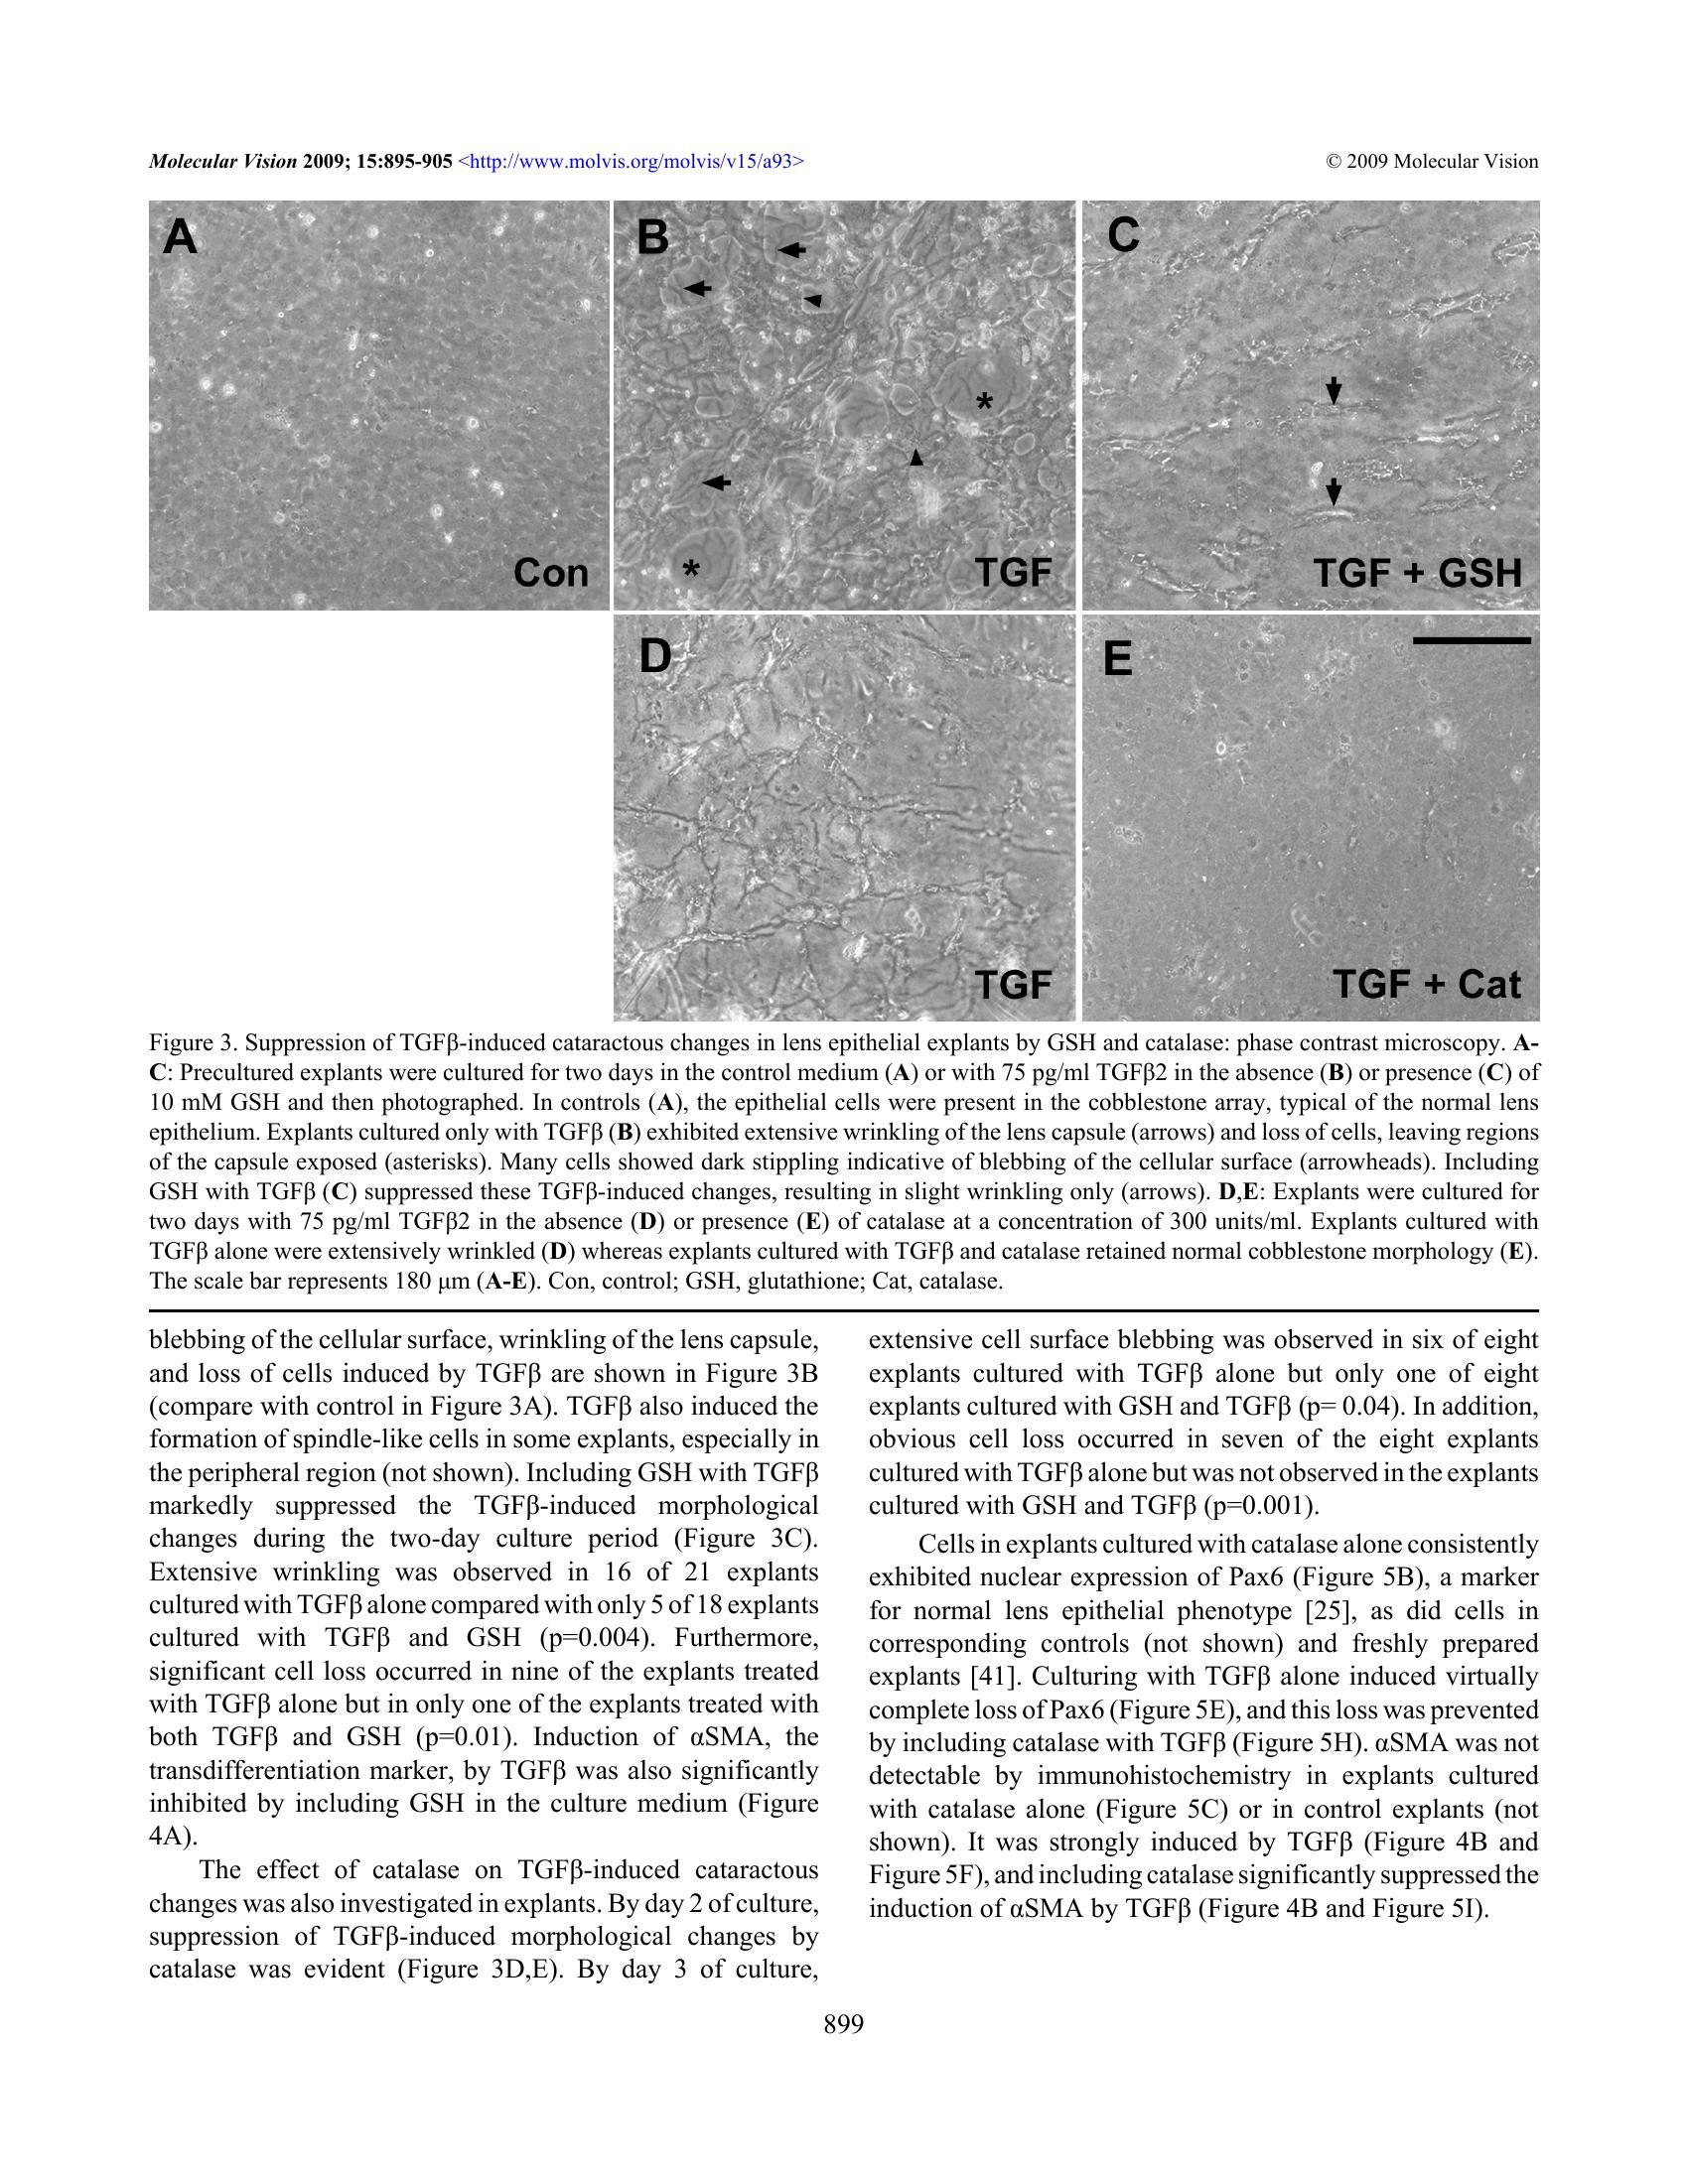 Molecular Vision 2009; 15:895-905 <http://www.molvis.org/molvis/v15/a93>
© 2009 Molecular Vision
A
B
C
*
*
Con
TGF
TGF + GSH
D
E
TGF
TGF + Cat
Figure 3. Suppression of TGFβ-induced cataractous changes in lens epithelial explants by GSH and catalase: phase contrast microscopy. A-
C: Precultured explants were cultured for two days in the control medium (A) or with 75 pg/ml TGFβ2 in the absence (B) or presence (C) of
10 mM GSH and then photographed. In controls (A), the epithelial cells were present in the cobblestone array, typical of the normal lens
epithelium. Explants cultured only with TGFβ (B) exhibited extensive wrinkling of the lens capsule (arrows) and loss of cells, leaving regions
of the capsule exposed (asterisks). Many cells showed dark stippling indicative of blebbing of the cellular surface (arrowheads). Including
GSH with TGFβ (C) suppressed these TGFβ-induced changes, resulting in slight wrinkling only (arrows). D,E: Explants were cultured for
two days with 75 pg/ml TGFβ2 in the absence (D) or presence (E) of catalase at a concentration of 300 units/ml. Explants cultured with
TGFβ alone were extensively wrinkled (D) whereas explants cultured with TGFβ and catalase retained normal cobblestone morphology (E).
The scale bar represents 180 μm (A-E). Con, control; GSH, glutathione; Cat, catalase.
blebbing of the cellular surface, wrinkling of the lens capsule,
and loss of cells induced by TGFβ are shown in Figure 3B
(compare with control in Figure 3A). TGFβ also induced the
formation of spindle-like cells in some explants, especially in
the peripheral region (not shown). Including GSH with TGFβ
markedly suppressed the TGFβ-induced morphological
changes during the two-day culture period (Figure 3C).
Extensive wrinkling was observed in 16 of 21 explants
cultured with TGFβ alone compared with only 5 of 18 explants
cultured with TGFβ and GSH (p=0.004). Furthermore,
significant cell loss occurred in nine of the explants treated
with TGFβ alone but in only one of the explants treated with
both TGFβ and GSH (p=0.01). Induction of αSMA, the
transdifferentiation marker, by TGFβ was also significantly
inhibited by including GSH in the culture medium (Figure
4A).
The effect of catalase on TGFβ-induced cataractous
changes was also investigated in explants. By day 2 of culture,
suppression of TGFβ-induced morphological changes by
catalase was evident (Figure 3D,E). By day 3 of culture,
extensive cell surface blebbing was observed in six of eight
explants cultured with TGFβ alone but only one of eight
explants cultured with GSH and TGFβ (p= 0.04). In addition,
obvious cell loss occurred in seven of the eight explants
cultured with TGFβ alone but was not observed in the explants
cultured with GSH and TGFβ (p=0.001).
Cells in explants cultured with catalase alone consistently
exhibited nuclear expression of Pax6 (Figure 5B), a marker
for normal lens epithelial phenotype [25], as did cells in
corresponding controls (not shown) and freshly prepared
explants [41]. Culturing with TGFβ alone induced virtually
complete loss of Pax6 (Figure 5E), and this loss was prevented
by including catalase with TGFβ (Figure 5H). αSMA was not
detectable by immunohistochemistry in explants cultured
with catalase alone (Figure 5C) or in control explants (not
shown). It was strongly induced by TGFβ (Figure 4B and
Figure 5F), and including catalase significantly suppressed the
induction of αSMA by TGFβ (Figure 4B and Figure 5I).
899